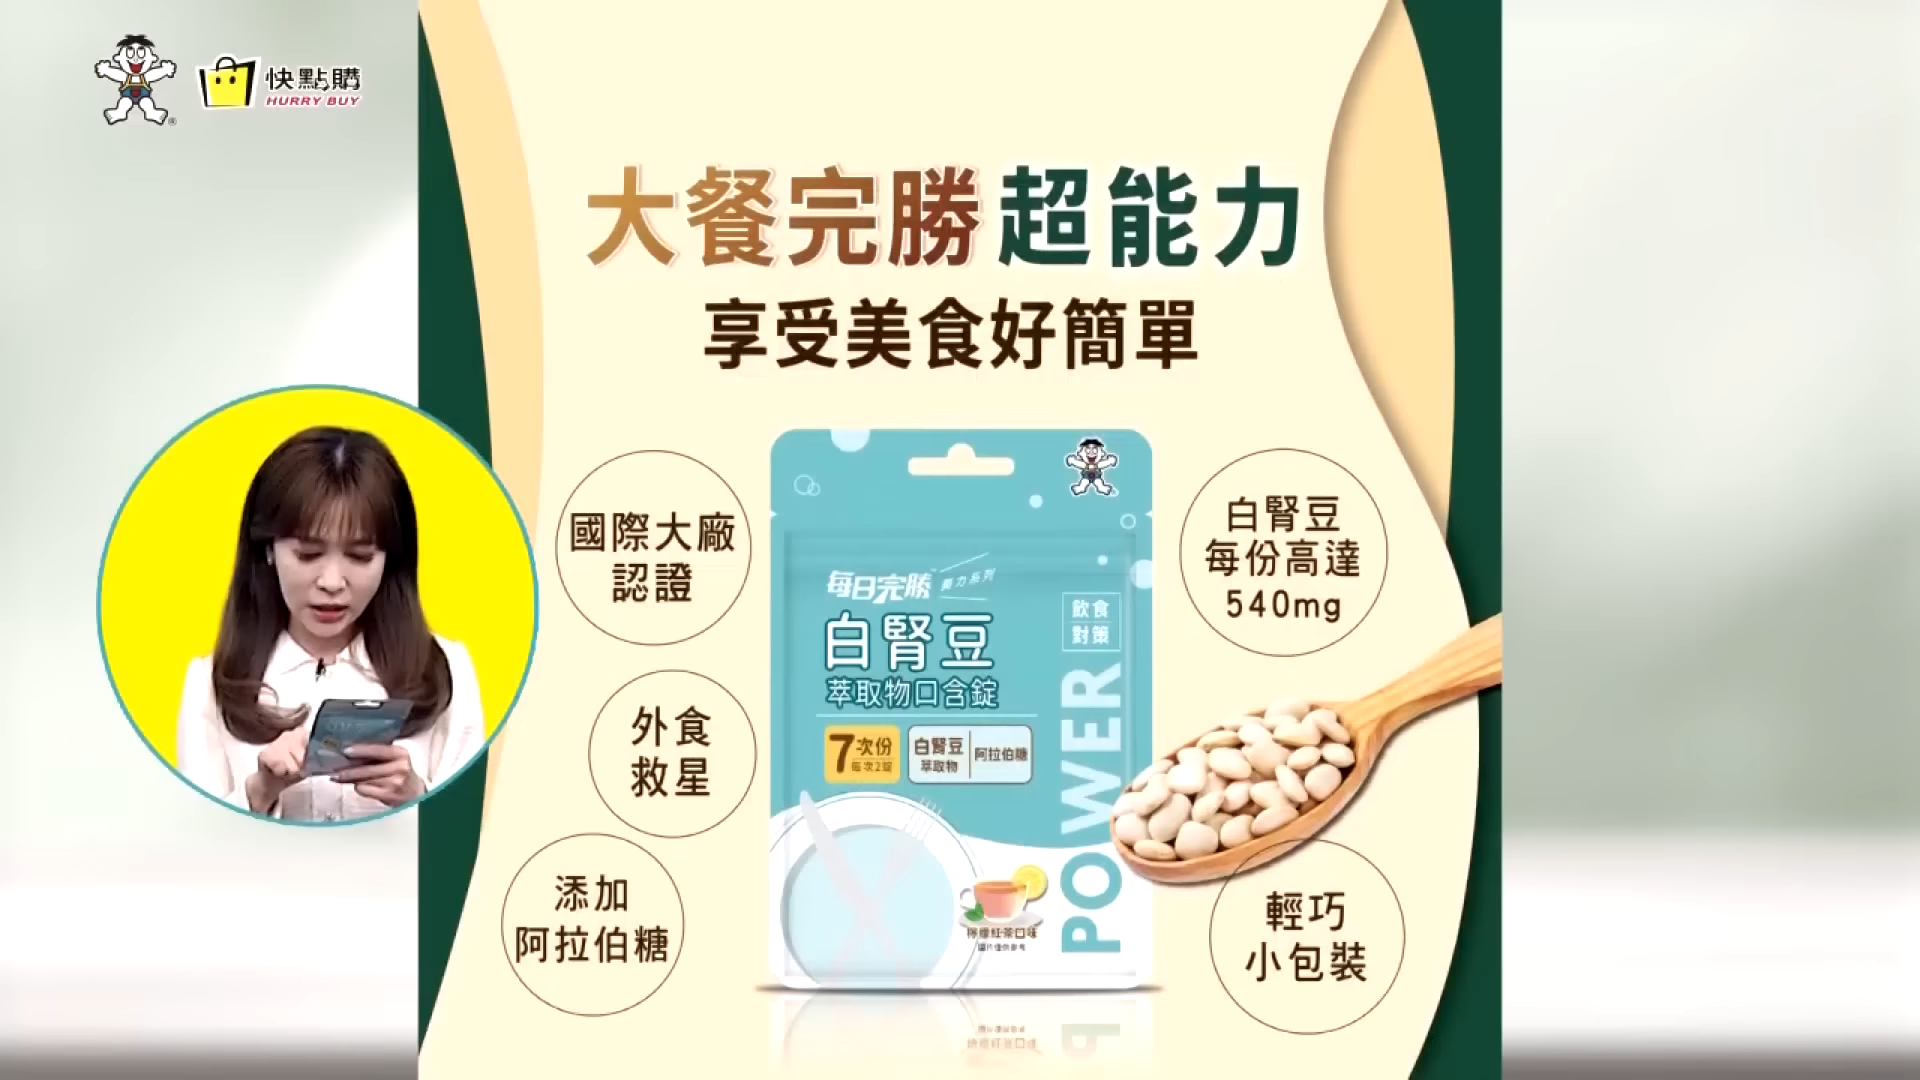 快點購
HURRY BUY
大餐完勝超能力
享受美食好簡單
國際大廠
認證
外食
救星
添加
阿拉伯糖
每日完勝
白腎豆
萃取物口含錠
7次份
每次2錠
白腎豆
萃取物
阿拉伯糖
飲食
對策
POWER
檸檬紅茶口味
白腎豆
每份高達
540mg
輕巧
小包裝